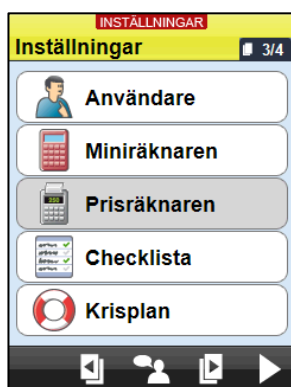 INSTÄLLNINGAR
Inställningar 3/4
Användare
Miniräknaren
Prisräknaren
Checklista
Krisplan